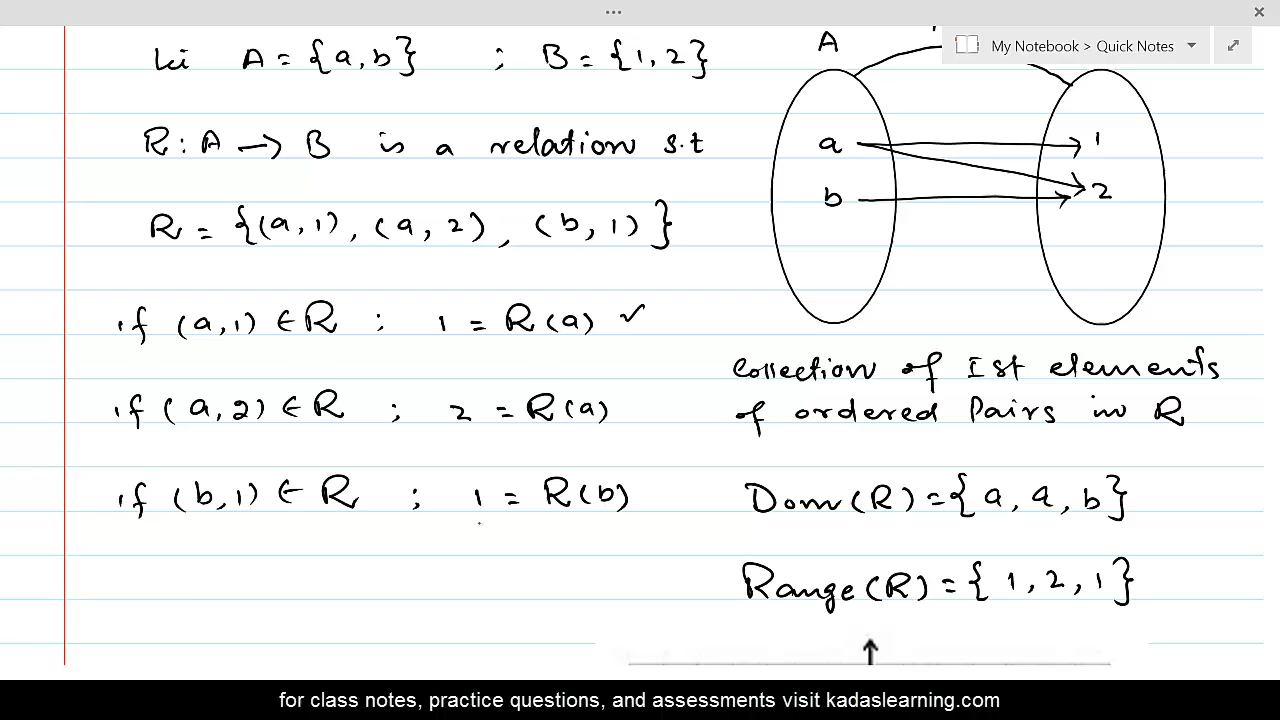 Let A = {a, b} ; B = {1, 2}
R : A → B is a relation s.t
R = {(a, 1), (a, 2), (b, 1)}
if (a, 1) ∈ R ; 1 = R(a) ✓
if (a, 2) ∈ R ; 2 = R(a)
if (b, 1) ∈ R ; 1 = R(b)
A
My Notebook > Quick Notes
a 1
b 2
Collection of Ist elements
of ordered Pairs in R
Dom(R) = {a, a, b}
Range(R) = {1, 2, 1}
for class notes, practice questions, and assessments visit kadaslearning.com